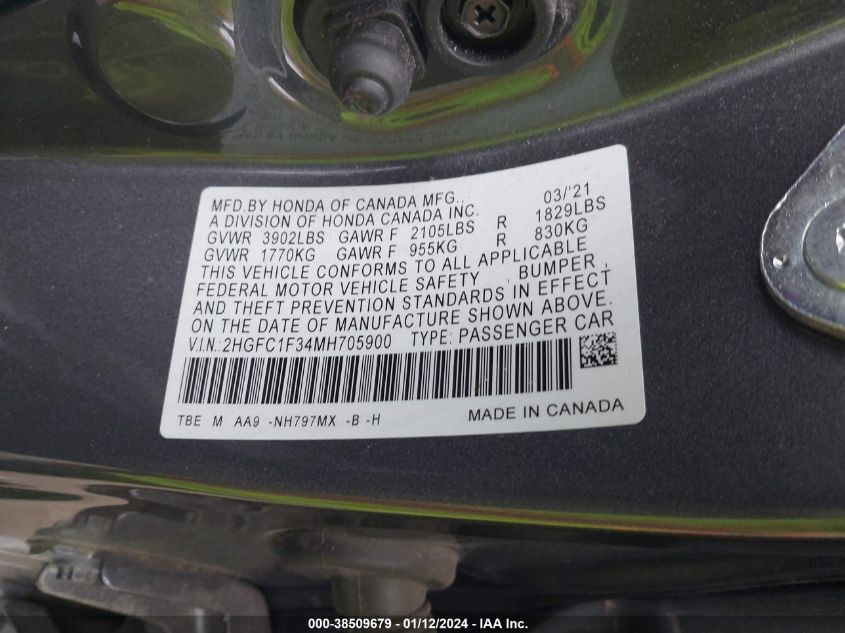 MFD.BY HONDA OF CANADA MFG., 03/'21
A DIVISION OF HONDA CANADA INC.
GVWR 3902LBS GAWR F 2105LBS R 1829LBS
GVWR 1770KG GAWR F 955KG R 830KG
THIS VEHICLE CONFORMS TO ALL APPLICABLE
FEDERAL MOTOR VEHICLE SAFETY , BUMPER ,
AND THEFT PREVENTION STANDARDS IN EFFECT
ON THE DATE OF MANUFACTURE SHOWN ABOVE.
V.I.N.:2HGFC1F34MH705900 TYPE: PASSENGER CAR
TBE M AA9 -NH797MX -B -H MADE IN CANADA
000-38509679 - 01/12/2024 - IAA Inc.